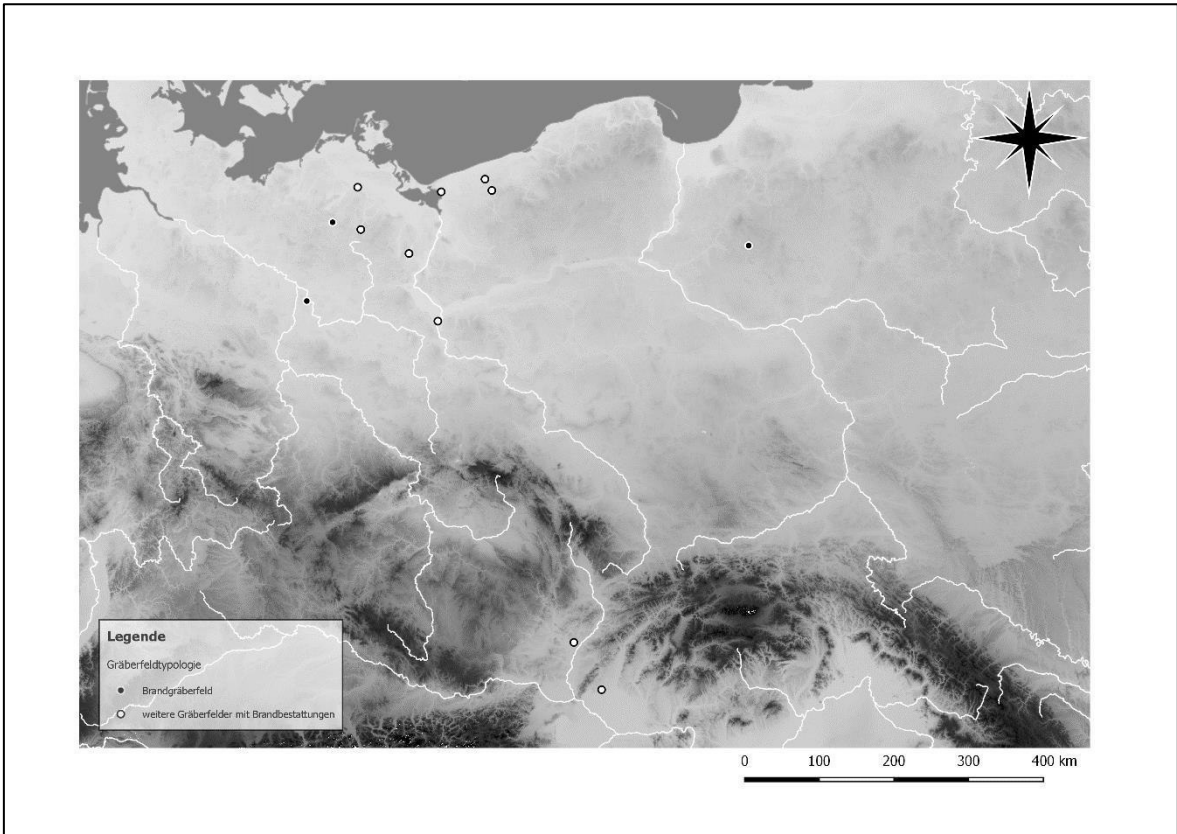 Legende
Gräberfeldtypologie
Brandgräberfeld
weitere Gräberfelder mit Brandbestattungen
0 100 200 300 400 km